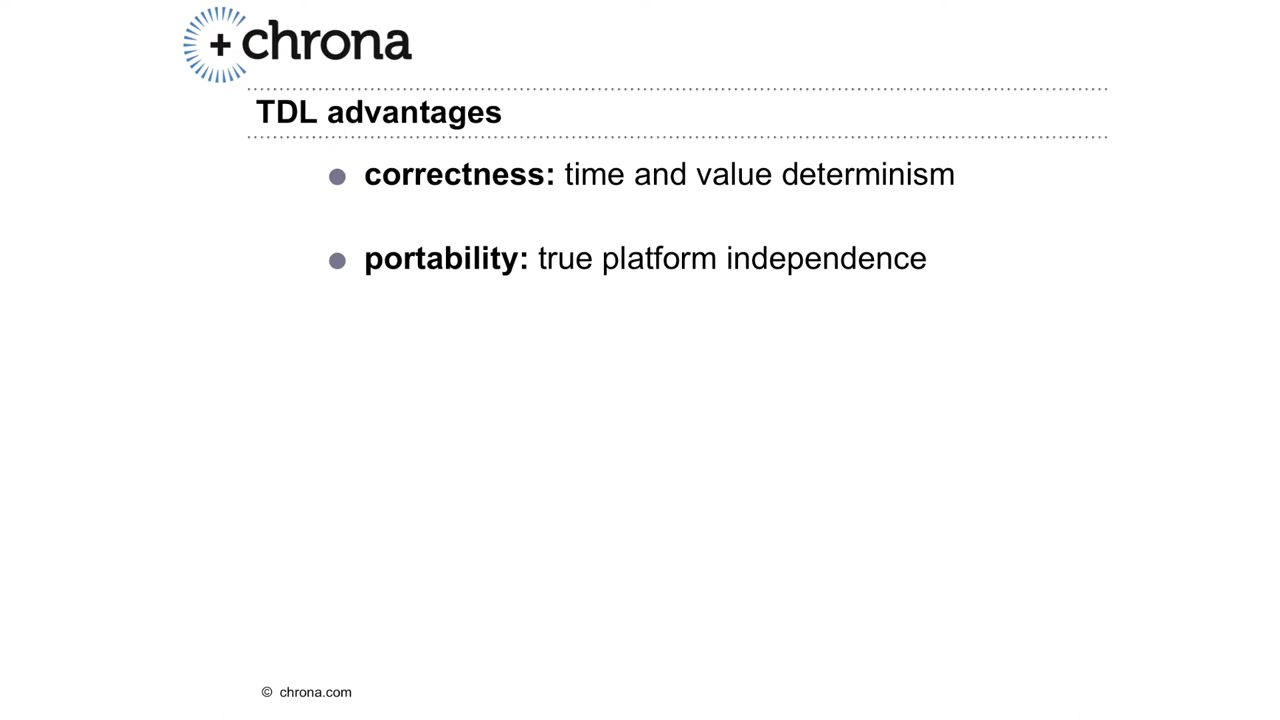 chrona
TDL advantages
correctness: time and value determinism
portability: true platform independence
© chrona.com